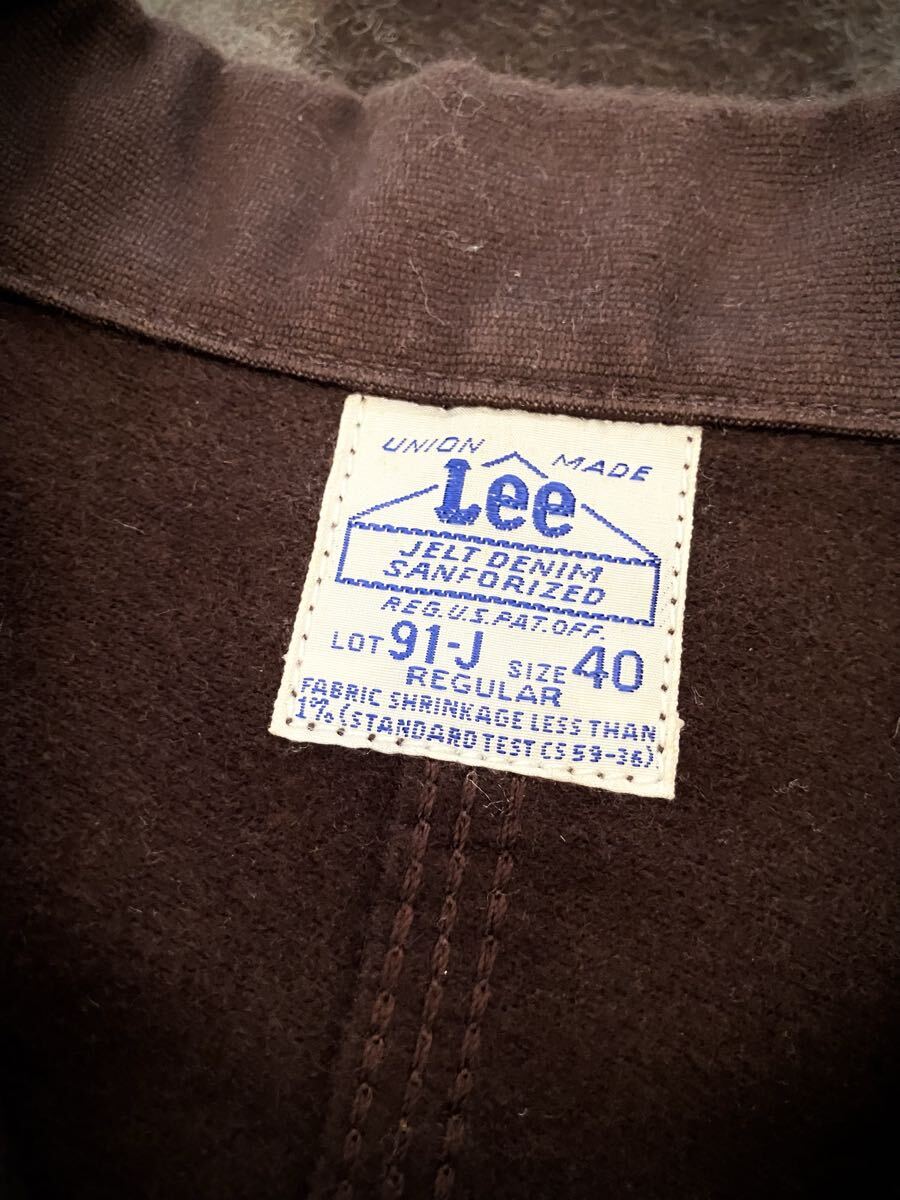 UNION MADE
Lee
JELT DENIM
SANFORIZED
REG.U.S.PAT.OFF.
LOT 91-J SIZE 40
REGULAR
FABRIC SHRINKAGE LESS THAN
1% (STANDARD TEST CS 59-36)